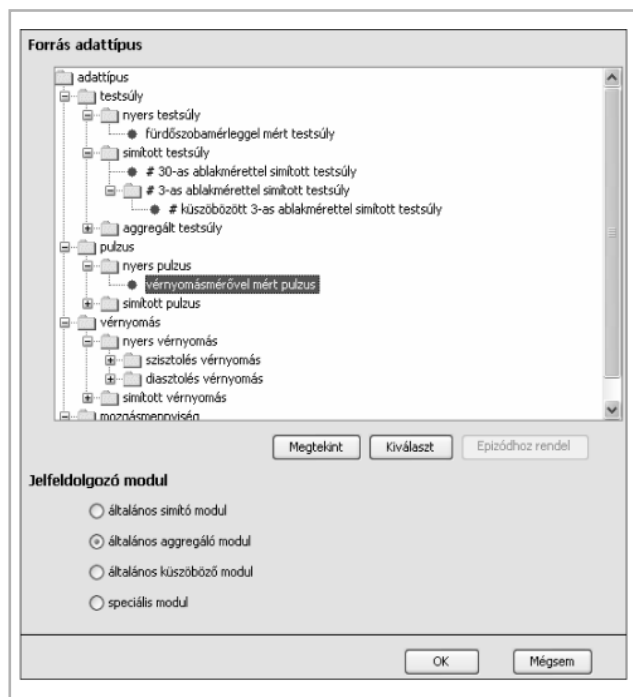 Forrás adattípus
adattípus
testsúly
nyers testsúly
fürdőszobamérleggel mért testsúly
simított testsúly
# 30-as ablakmérettel simított testsúly
# 3-as ablakmérettel simított testsúly
# küszöbözött 3-as ablakmérettel simított testsúly
aggregált testsúly
pulzus
nyers pulzus
vérnyomásmérővel mért pulzus
simított pulzus
vérnyomás
nyers vérnyomás
szisztolés vérnyomás
diasztolés vérnyomás
simított vérnyomás
mozgásmennyiség
Megtekint Kiválaszt Epizódhoz rendel
Jelfeldolgozó modul
általános simító modul
általános aggregáló modul
általános küszöböző modul
speciális modul
OK Mégsem